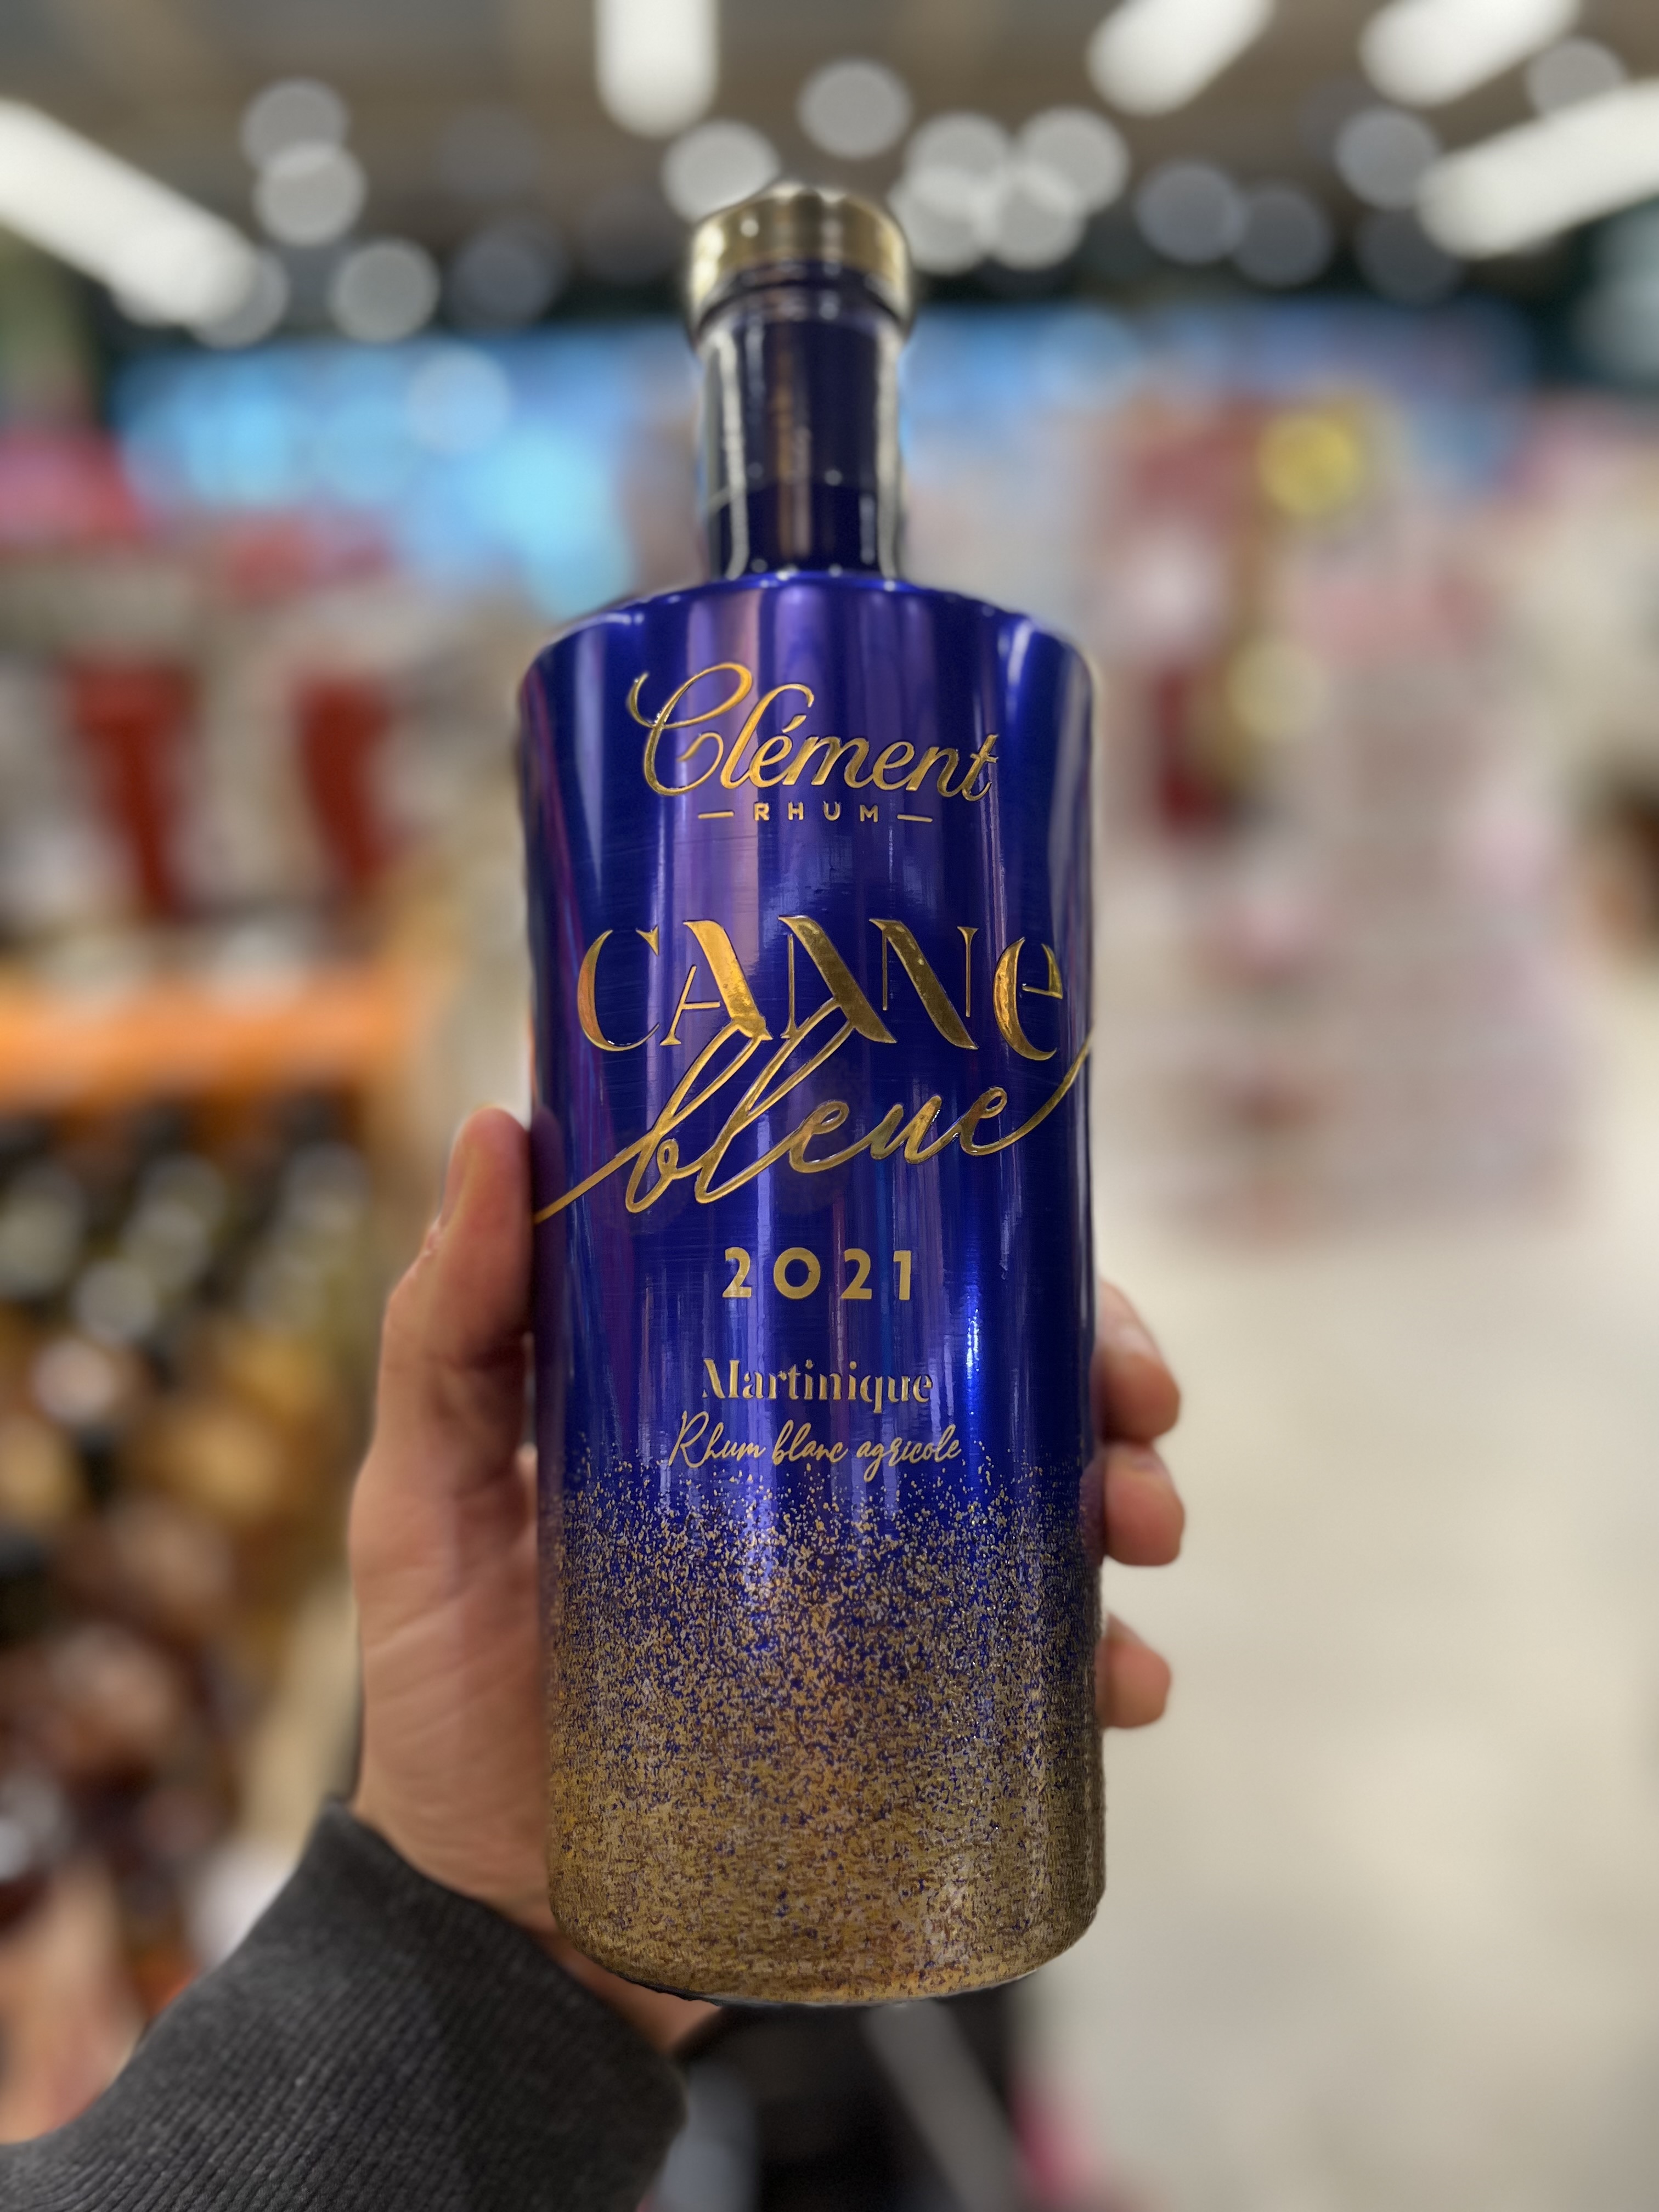 Clément
RHUM
CANNe
bleue
2021
Martinique
Rhum blanc agricole